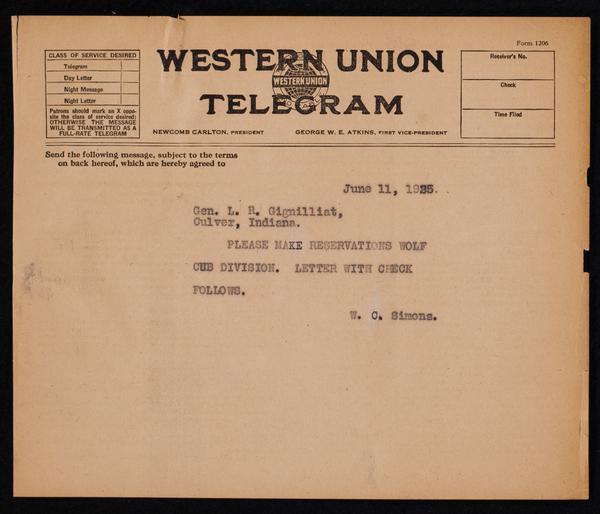 Form 1206
CLASS OF SERVICE DESIRED
Telegram
Day Letter
Night Message
Night Letter
Patrons should mark an X oppo-
site the class of service desired;
OTHERWISE THE MESSAGE
WILL BE TRANSMITTED AS A
FULL-RATE TELEGRAM
WESTERN UNION
WESTERN UNION
TELEGRAM
NEWCOMB CARLTON, PRESIDENT
GEORGE W. E. ATKINS, FIRST VICE-PRESIDENT
Receiver's No.
Check
Time Filed
Send the following message, subject to the terms
on back hereof, which are hereby agreed to
June 11, 1925.
Gen. L. R. Gignilliat,
Culver, Indiana.
PLEASE MAKE RESERVATIONS WOLF
CUB DIVISION. LETTER WITH CHECK
FOLLOWS.
W. C. Simons.